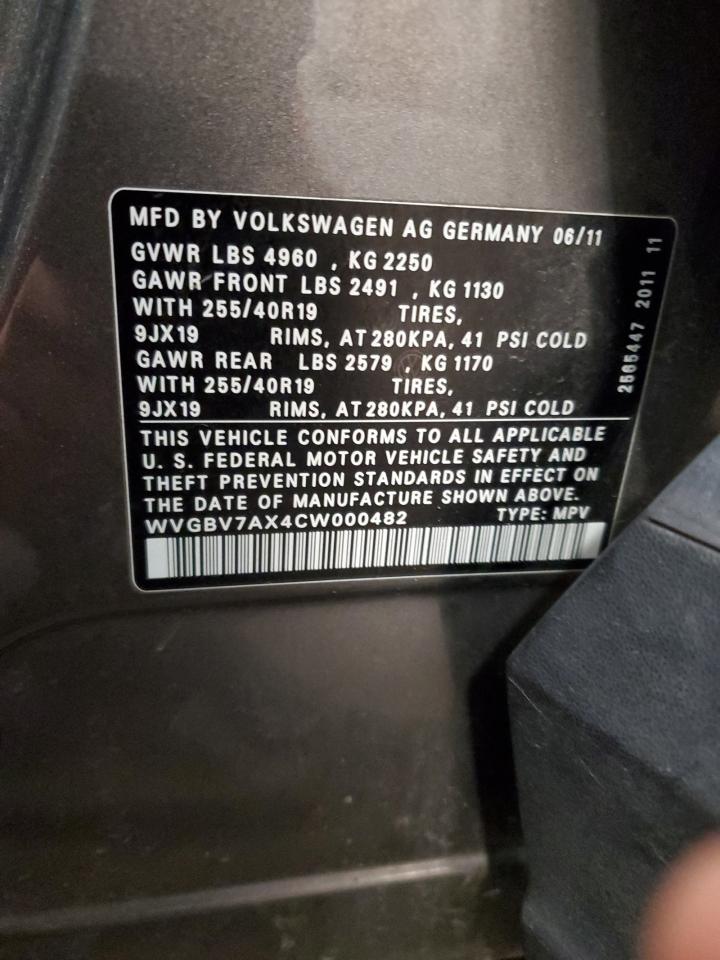 MFD BY VOLKSWAGEN AG GERMANY 06/11
GVWR LBS 4960 , KG 2250
GAWR FRONT LBS 2491 , KG 1130
WITH 255/40R19 TIRES,
9JX19 RIMS, AT 280KPA, 41 PSI COLD
GAWR REAR LBS 2579 , KG 1170
WITH 255/40R19 TIRES,
9JX19 RIMS, AT 280KPA, 41 PSI COLD
THIS VEHICLE CONFORMS TO ALL APPLICABLE
U. S. FEDERAL MOTOR VEHICLE SAFETY AND
THEFT PREVENTION STANDARDS IN EFFECT ON
THE DATE OF MANUFACTURE SHOWN ABOVE.
WVGBV7AX4CW000482 TYPE: MPV
2565447 2011 11